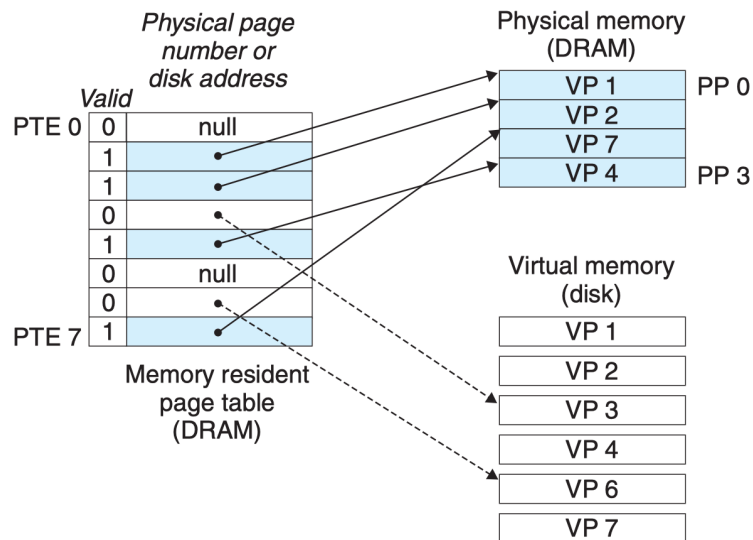 Physical page
number or
disk address
Valid
PTE 0 0 null
1
1
0
1
0 null
0
PTE 7 1
Memory resident
page table
(DRAM)
Physical memory
(DRAM)
VP 1 PP 0
VP 2
VP 7
VP 4 PP 3
Virtual memory
(disk)
VP 1
VP 2
VP 3
VP 4
VP 6
VP 7